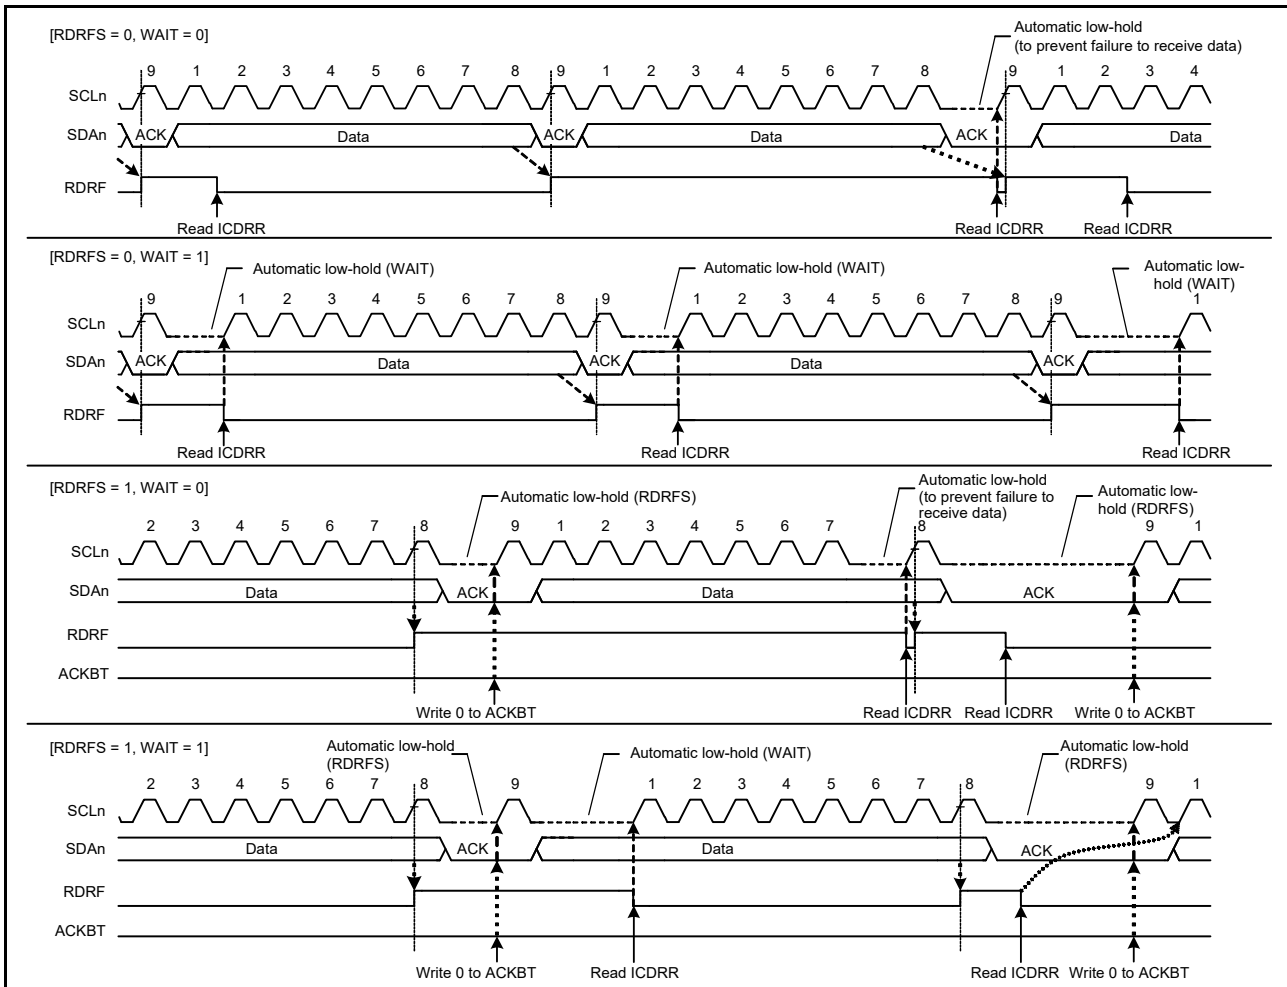 [RDRFS = 0, WAIT = 0]
Automatic low-hold
(to prevent failure to receive data)
9 1 2 3 4 5 6 7 8 9 1 2 3 4 5 6 7 8 9 1 2 3 4
SCLn
SDAn ACK Data ACK Data ACK Data
RDRF
Read ICDRR Read ICDRR Read ICDRR
[RDRFS = 0, WAIT = 1]
Automatic low-hold (WAIT) Automatic low-hold (WAIT) Automatic low-
hold (WAIT)
9 1 2 3 4 5 6 7 8 9 1 2 3 4 5 6 7 8 9 1
SCLn
SDAn ACK Data ACK Data ACK
RDRF
Read ICDRR Read ICDRR Read ICDRR
[RDRFS = 1, WAIT = 0]
Automatic low-hold (RDRFS) Automatic low-hold
(to prevent failure to
receive data)
Automatic low-
hold (RDRFS)
2 3 4 5 6 7 8 9 1 2 3 4 5 6 7 8 9 1
SCLn
SDAn Data ACK Data ACK
RDRF
ACKBT
Write 0 to ACKBT Read ICDRR Read ICDRR Write 0 to ACKBT
[RDRFS = 1, WAIT = 1]
Automatic low-hold
(RDRFS)
Automatic low-hold (WAIT)
Automatic low-hold
(RDRFS)
2 3 4 5 6 7 8 9 1 2 3 4 5 6 7 8 9 1
SCLn
SDAn Data ACK Data ACK
RDRF
ACKBT
Write 0 to ACKBT Read ICDRR Read ICDRR Write 0 to ACKBT